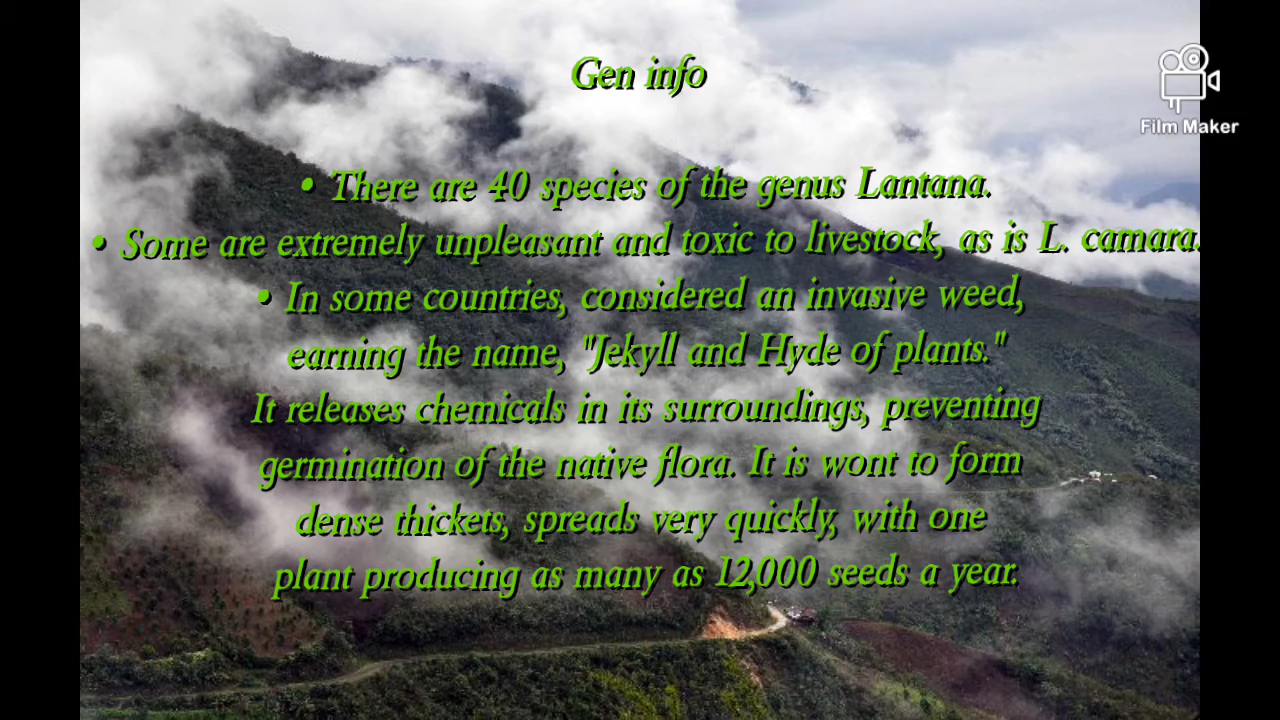 Gen info
Film Maker
• There are 40 species of the genus Lantana.
• Some are extremely unpleasant and toxic to livestock, as is L. camara.
• In some countries, considered an invasive weed,
earning the name, "Jekyll and Hyde of plants."
It releases chemicals in its surroundings, preventing
germination of the native flora. It is wont to form
dense thickets, spreads very quickly, with one
plant producing as many as 12,000 seeds a year.